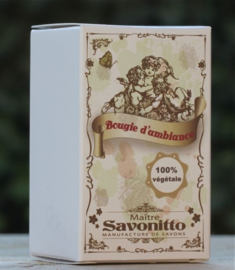 Bougie d'ambiance
100%
végétale
Maître
Savonitto
MANUFACTURE DE SAVONS